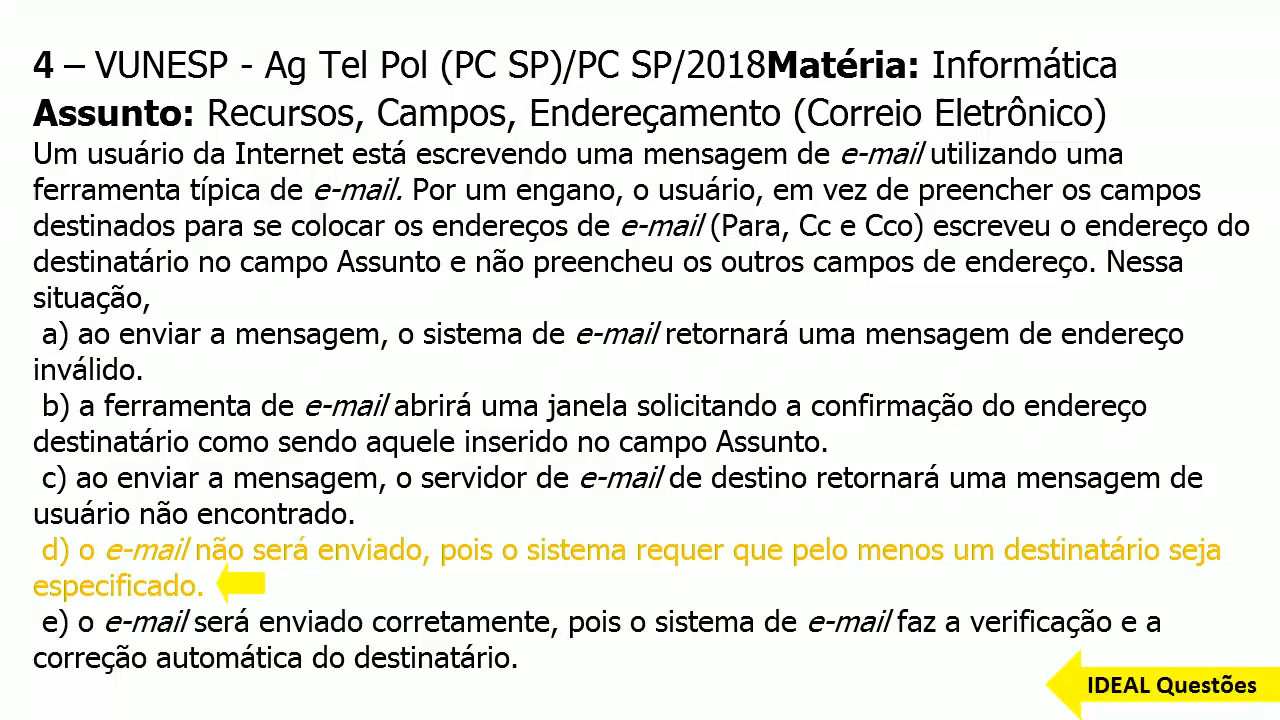 4 – VUNESP - Ag Tel Pol (PC SP)/PC SP/2018Matéria: Informática
Assunto: Recursos, Campos, Endereçamento (Correio Eletrônico)
Um usuário da Internet está escrevendo uma mensagem de e-mail utilizando uma
ferramenta típica de e-mail. Por um engano, o usuário, em vez de preencher os campos
destinados para se colocar os endereços de e-mail (Para, Cc e Cco) escreveu o endereço do
destinatário no campo Assunto e não preencheu os outros campos de endereço. Nessa
situação,
a) ao enviar a mensagem, o sistema de e-mail retornará uma mensagem de endereço
inválido.
b) a ferramenta de e-mail abrirá uma janela solicitando a confirmação do endereço
destinatário como sendo aquele inserido no campo Assunto.
c) ao enviar a mensagem, o servidor de e-mail de destino retornará uma mensagem de
usuário não encontrado.
d) o e-mail não será enviado, pois o sistema requer que pelo menos um destinatário seja
especificado.
e) o e-mail será enviado corretamente, pois o sistema de e-mail faz a verificação e a
correção automática do destinatário.
IDEAL Questões